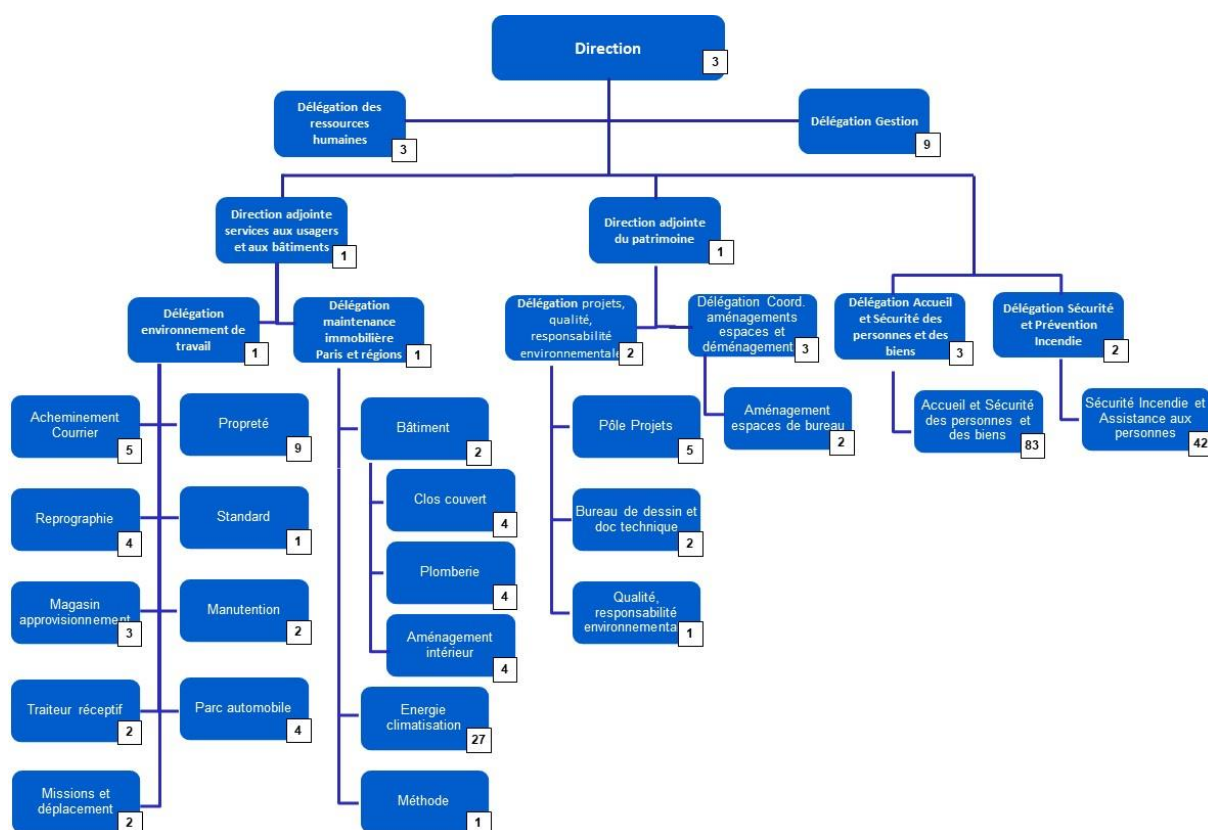 Direction
3
Délégation des
ressources
humaines
3
Délégation Gestion
9
Direction adjointe
services aux usagers
et aux bâtiments
1
Direction adjointe
du patrimoine
1
Délégation
environnement de
travail
1
Délégation
maintenance
immobilière
Paris et régions
1
Délégation projets,
qualité,
responsabilité
environnementale
2
Délégation Coord.
aménagements
espaces et
déménagement
3
Délégation Accueil
et Sécurité des
personnes et des
biens
3
Délégation Sécurité
et Prévention
Incendie
2
Acheminement
Courrier
5
Propreté
9
Reprographie
4
Standard
1
Magasin
approvisionnement
3
Manutention
2
Traiteur réceptif
2
Parc automobile
4
Missions et
déplacement
2
Bâtiment
2
Clos couvert
4
Plomberie
4
Aménagement
intérieur
4
Energie
climatisation
27
Méthode
1
Pôle Projets
5
Bureau de dessin et
doc technique
2
Qualité,
responsabilité
environnementa
1
Aménagement
espaces de bureau
2
Accueil et Sécurité
des personnes et
des biens
83
Sécurité Incendie et
Assistance aux
personnes
42